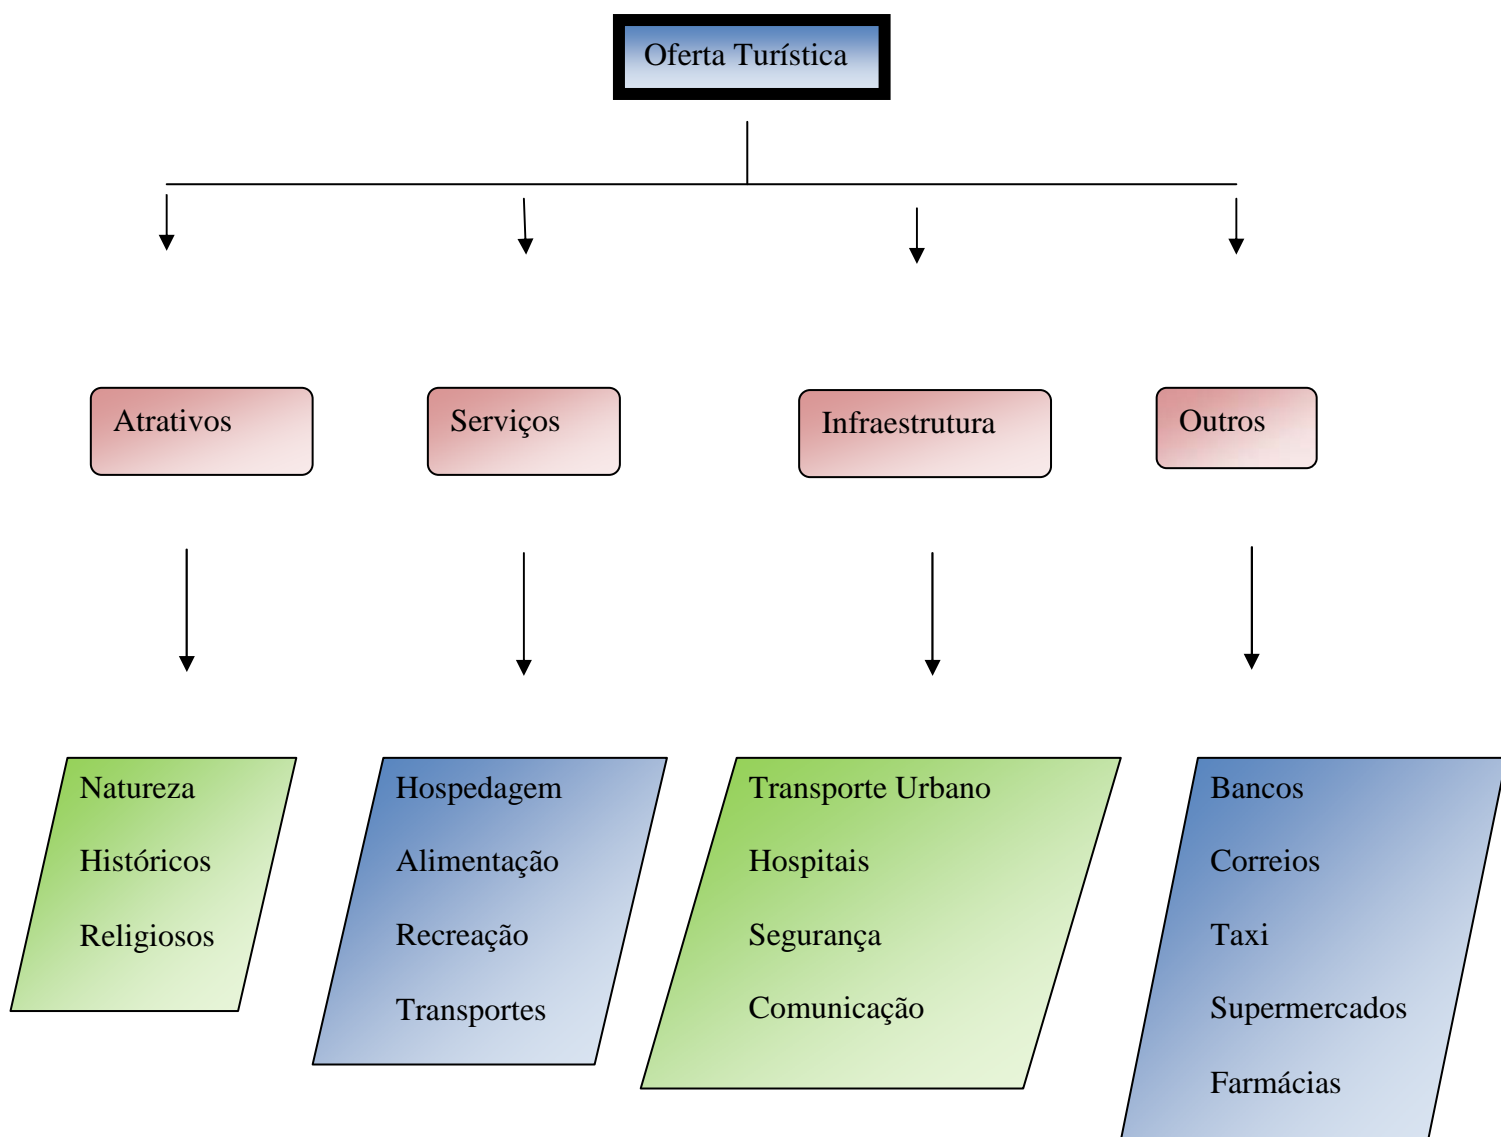 Oferta Turística
Atrativos
Serviços
Infraestrutura
Outros
Natureza
Históricos
Religiosos
Hospedagem
Alimentação
Recreação
Transportes
Transporte Urbano
Hospitais
Segurança
Comunicação
Bancos
Correios
Taxi
Supermercados
Farmácias